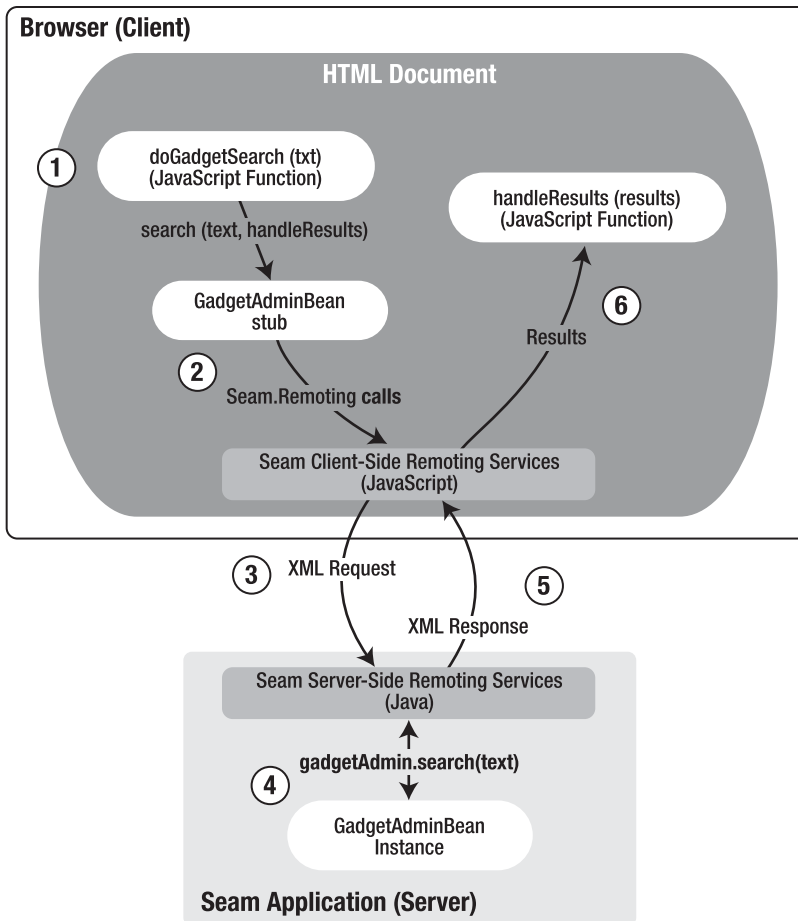 Browser (Client)
HTML Document
1
doGadgetSearch (txt)
(JavaScript Function)
search (text, handleResults)
handleResults (results)
(JavaScript Function)
GadgetAdminBean
stub
6
Results
2
Seam.Remoting calls
Seam Client-Side Remoting Services
(JavaScript)
3
XML Request
5
XML Response
Seam Server-Side Remoting Services
(Java)
gadgetAdmin.search(text)
4
GadgetAdminBean
Instance
Seam Application (Server)